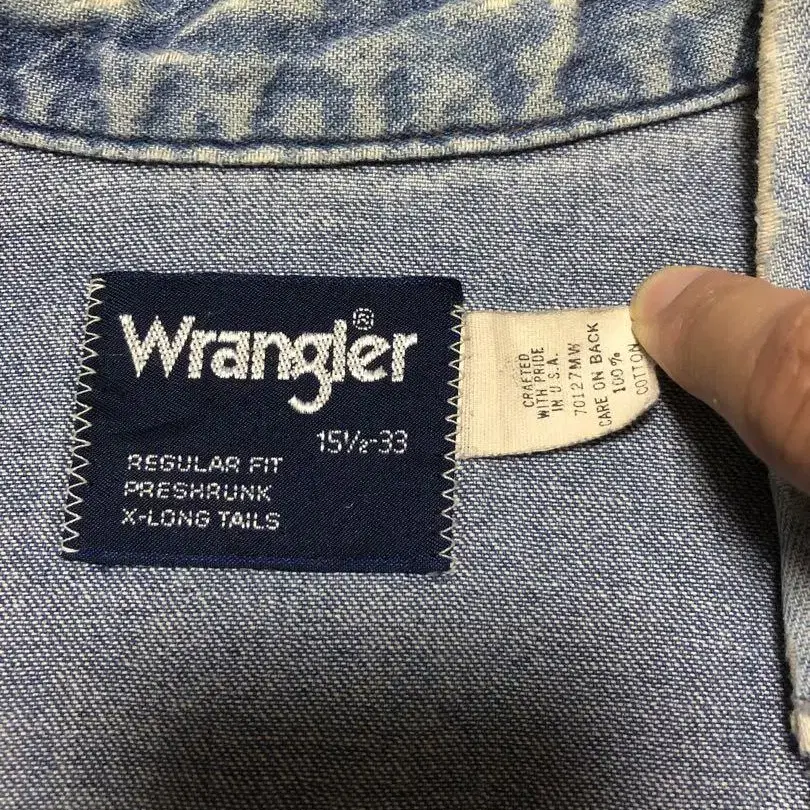 Wrangler®
15½-33
REGULAR FIT
PRESHRUNK
X-LONG TAILS
CRAFTED
WITH PRIDE
IN U.S.A.
70127MW
CARE ON BACK
100%
COTTON